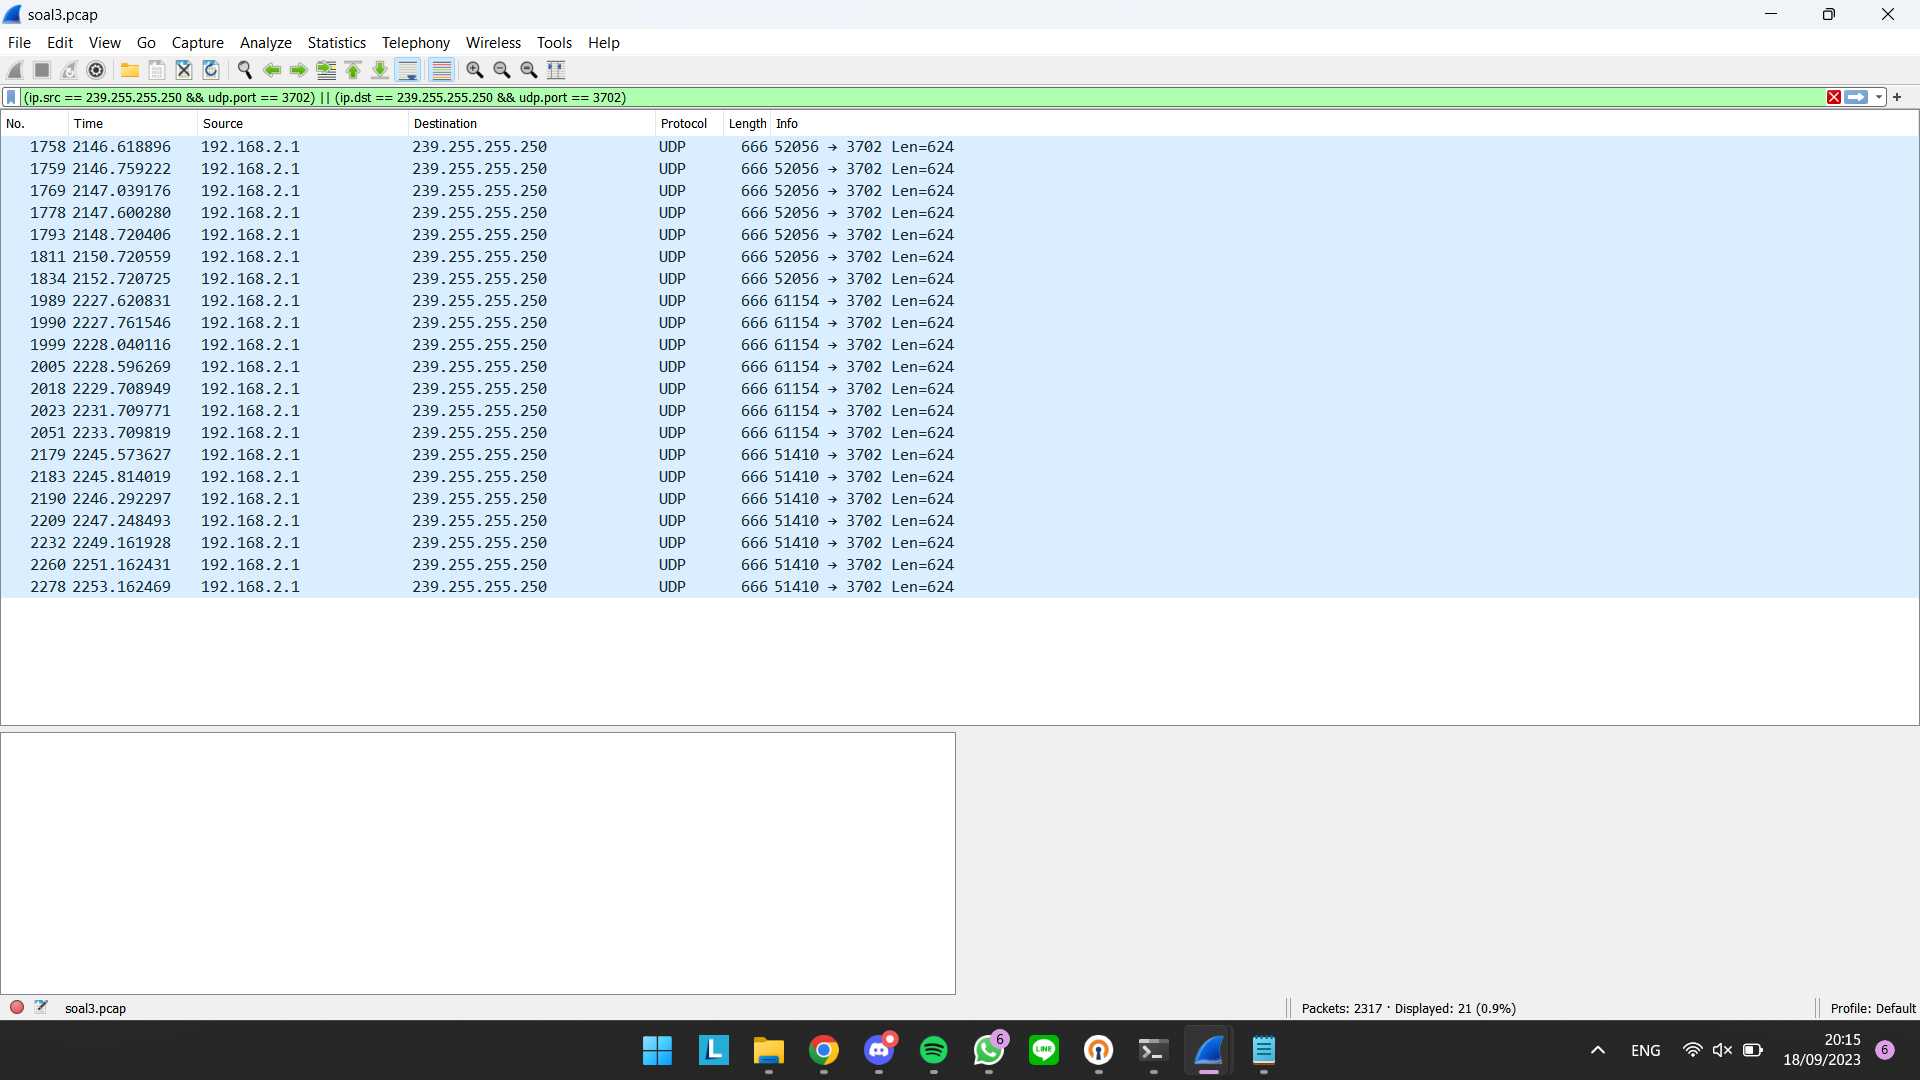 soal3.pcap
File Edit View Go Capture Analyze Statistics Telephony Wireless Tools Help
(ip.src == 239.255.255.250 && udp.port == 3702) || (ip.dst == 239.255.255.250 && udp.port == 3702)
No. Time Source Destination Protocol Length Info
1758 2146.618896 192.168.2.1 239.255.255.250 UDP 666 52056 → 3702 Len=624
1759 2146.759222 192.168.2.1 239.255.255.250 UDP 666 52056 → 3702 Len=624
1769 2147.039176 192.168.2.1 239.255.255.250 UDP 666 52056 → 3702 Len=624
1778 2147.600280 192.168.2.1 239.255.255.250 UDP 666 52056 → 3702 Len=624
1793 2148.720406 192.168.2.1 239.255.255.250 UDP 666 52056 → 3702 Len=624
1811 2150.720559 192.168.2.1 239.255.255.250 UDP 666 52056 → 3702 Len=624
1834 2152.720725 192.168.2.1 239.255.255.250 UDP 666 52056 → 3702 Len=624
1989 2227.620831 192.168.2.1 239.255.255.250 UDP 666 61154 → 3702 Len=624
1990 2227.761546 192.168.2.1 239.255.255.250 UDP 666 61154 → 3702 Len=624
1999 2228.040116 192.168.2.1 239.255.255.250 UDP 666 61154 → 3702 Len=624
2005 2228.596269 192.168.2.1 239.255.255.250 UDP 666 61154 → 3702 Len=624
2018 2229.708949 192.168.2.1 239.255.255.250 UDP 666 61154 → 3702 Len=624
2023 2231.709771 192.168.2.1 239.255.255.250 UDP 666 61154 → 3702 Len=624
2051 2233.709819 192.168.2.1 239.255.255.250 UDP 666 61154 → 3702 Len=624
2179 2245.573627 192.168.2.1 239.255.255.250 UDP 666 51410 → 3702 Len=624
2183 2245.814019 192.168.2.1 239.255.255.250 UDP 666 51410 → 3702 Len=624
2190 2246.292297 192.168.2.1 239.255.255.250 UDP 666 51410 → 3702 Len=624
2209 2247.248493 192.168.2.1 239.255.255.250 UDP 666 51410 → 3702 Len=624
2232 2249.161928 192.168.2.1 239.255.255.250 UDP 666 51410 → 3702 Len=624
2260 2251.162431 192.168.2.1 239.255.255.250 UDP 666 51410 → 3702 Len=624
2278 2253.162469 192.168.2.1 239.255.255.250 UDP 666 51410 → 3702 Len=624
soal3.pcap Packets: 2317 · Displayed: 21 (0.9%) Profile: Default
L 6 LINE ENG 20:15 6
18/09/2023